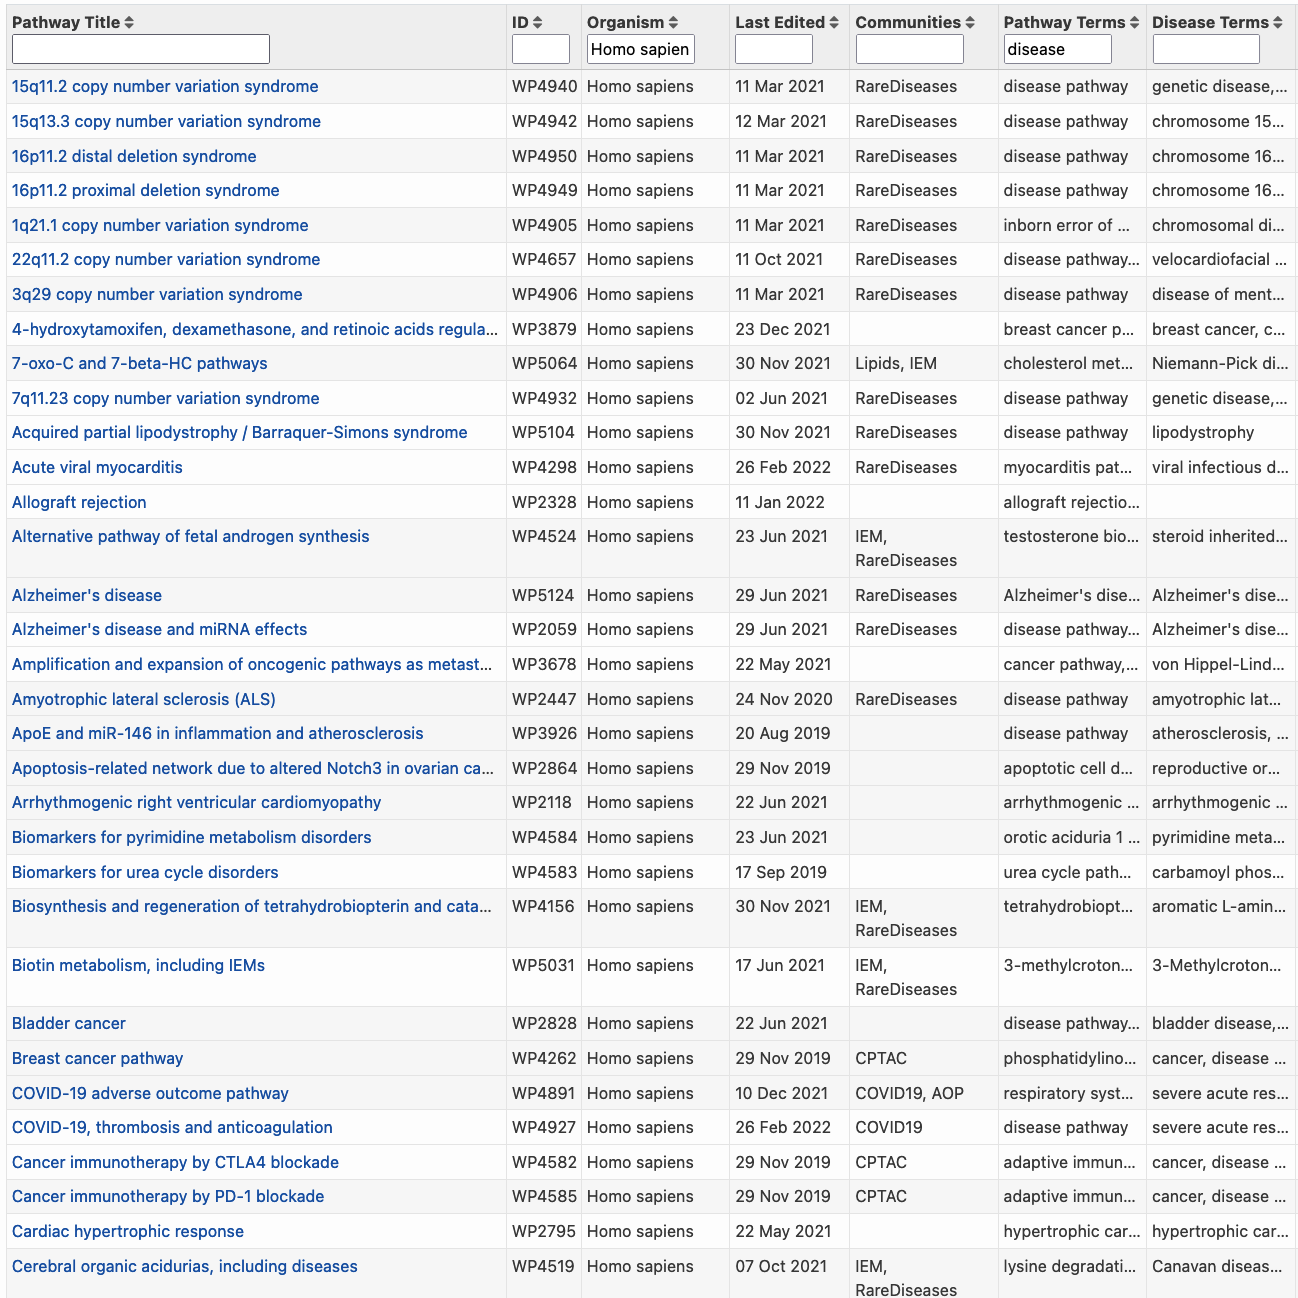 Pathway Title ID Organism Last Edited Communities Pathway Terms Disease Terms
Homo sapien disease
15q11.2 copy number variation syndrome WP4940 Homo sapiens 11 Mar 2021 RareDiseases disease pathway genetic disease,...
15q13.3 copy number variation syndrome WP4942 Homo sapiens 12 Mar 2021 RareDiseases disease pathway chromosome 15...
16p11.2 distal deletion syndrome WP4950 Homo sapiens 11 Mar 2021 RareDiseases disease pathway chromosome 16...
16p11.2 proximal deletion syndrome WP4949 Homo sapiens 11 Mar 2021 RareDiseases disease pathway chromosome 16...
1q21.1 copy number variation syndrome WP4905 Homo sapiens 11 Mar 2021 RareDiseases inborn error of ... chromosomal di...
22q11.2 copy number variation syndrome WP4657 Homo sapiens 11 Oct 2021 RareDiseases disease pathway... velocardiofacial ...
3q29 copy number variation syndrome WP4906 Homo sapiens 11 Mar 2021 RareDiseases disease pathway disease of ment...
4-hydroxytamoxifen, dexamethasone, and retinoic acids regula... WP3879 Homo sapiens 23 Dec 2021 breast cancer p... breast cancer, c...
7-oxo-C and 7-beta-HC pathways WP5064 Homo sapiens 30 Nov 2021 Lipids, IEM cholesterol met... Niemann-Pick di...
7q11.23 copy number variation syndrome WP4932 Homo sapiens 02 Jun 2021 RareDiseases disease pathway genetic disease,...
Acquired partial lipodystrophy / Barraquer-Simons syndrome WP5104 Homo sapiens 30 Nov 2021 RareDiseases disease pathway lipodystrophy
Acute viral myocarditis WP4298 Homo sapiens 26 Feb 2022 RareDiseases myocarditis pat... viral infectious d...
Allograft rejection WP2328 Homo sapiens 11 Jan 2022 allograft rejectio...
Alternative pathway of fetal androgen synthesis WP4524 Homo sapiens 23 Jun 2021 IEM, testosterone bio... steroid inherited...
RareDiseases
Alzheimer's disease WP5124 Homo sapiens 29 Jun 2021 RareDiseases Alzheimer's dise... Alzheimer's dise...
Alzheimer's disease and miRNA effects WP2059 Homo sapiens 29 Jun 2021 RareDiseases disease pathway... Alzheimer's dise...
Amplification and expansion of oncogenic pathways as metast... WP3678 Homo sapiens 22 May 2021 cancer pathway,... von Hippel-Lind...
Amyotrophic lateral sclerosis (ALS) WP2447 Homo sapiens 24 Nov 2020 RareDiseases disease pathway amyotrophic lat...
ApoE and miR-146 in inflammation and atherosclerosis WP3926 Homo sapiens 20 Aug 2019 disease pathway atherosclerosis, ...
Apoptosis-related network due to altered Notch3 in ovarian ca... WP2864 Homo sapiens 29 Nov 2019 apoptotic cell d... reproductive or...
Arrhythmogenic right ventricular cardiomyopathy WP2118 Homo sapiens 22 Jun 2021 arrhythmogenic ... arrhythmogenic ...
Biomarkers for pyrimidine metabolism disorders WP4584 Homo sapiens 23 Jun 2021 orotic aciduria 1 ... pyrimidine meta...
Biomarkers for urea cycle disorders WP4583 Homo sapiens 17 Sep 2019 urea cycle path... carbamoyl phos...
Biosynthesis and regeneration of tetrahydrobiopterin and cata... WP4156 Homo sapiens 30 Nov 2021 IEM, tetrahydrobiopt... aromatic L-amin...
RareDiseases
Biotin metabolism, including IEMs WP5031 Homo sapiens 17 Jun 2021 IEM, 3-methylcroton... 3-Methylcroton...
RareDiseases
Bladder cancer WP2828 Homo sapiens 22 Jun 2021 disease pathway... bladder disease,...
Breast cancer pathway WP4262 Homo sapiens 29 Nov 2019 CPTAC phosphatidylino... cancer, disease ...
COVID-19 adverse outcome pathway WP4891 Homo sapiens 10 Dec 2021 COVID19, AOP respiratory syst... severe acute res...
COVID-19, thrombosis and anticoagulation WP4927 Homo sapiens 26 Feb 2022 COVID19 disease pathway severe acute res...
Cancer immunotherapy by CTLA4 blockade WP4582 Homo sapiens 29 Nov 2019 CPTAC adaptive immun... cancer, disease ...
Cancer immunotherapy by PD-1 blockade WP4585 Homo sapiens 29 Nov 2019 CPTAC adaptive immun... cancer, disease ...
Cardiac hypertrophic response WP2795 Homo sapiens 22 May 2021 hypertrophic car... hypertrophic car...
Cerebral organic acidurias, including diseases WP4519 Homo sapiens 07 Oct 2021 IEM, lysine degradati... Canavan diseas...
RareDiseases